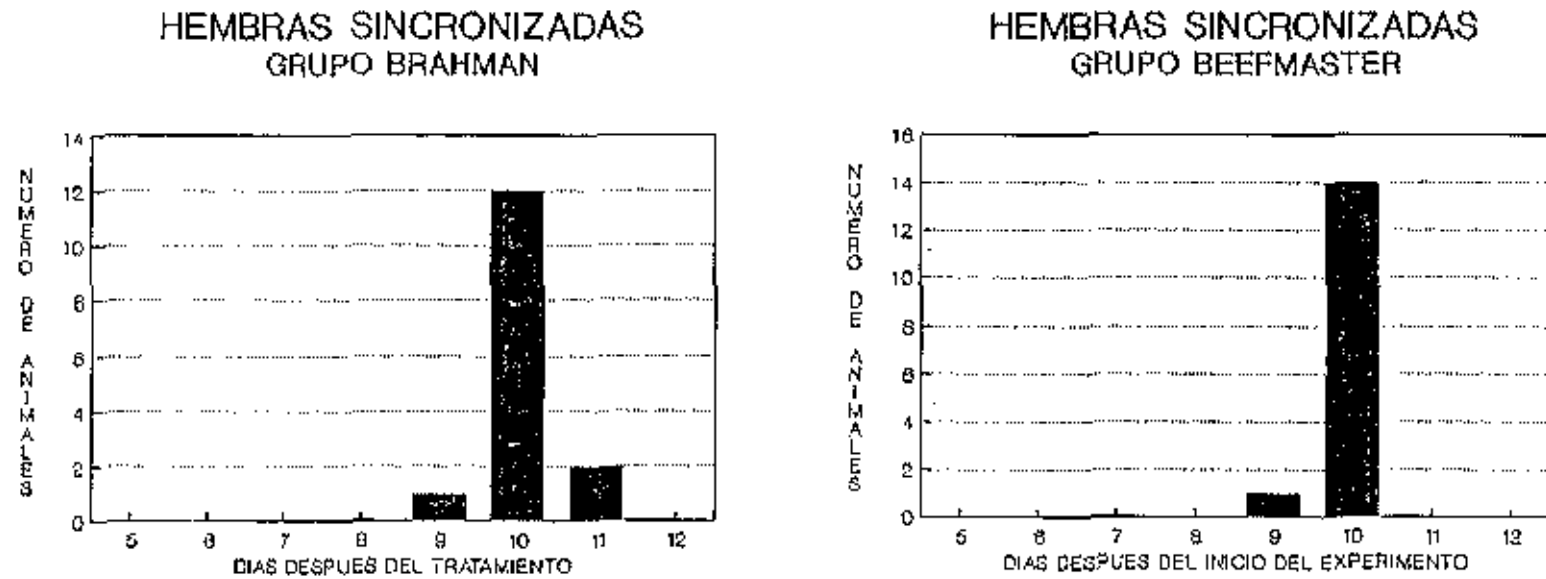 HEMBRAS SINCRONIZADAS
GRUPO BRAHMAN
NUMERO DE ANIMALES
14
12
10
8
6
4
2
0
5 6 7 8 9 10 11 12
DIAS DESPUES DEL TRATAMIENTO
HEMBRAS SINCRONIZADAS
GRUPO BEEFMASTER
NUMERO DE ANIMALES
16
14
12
10
8
6
4
2
0
5 6 7 8 9 10 11 12
DIAS DESPUES DEL INICIO DEL EXPERIMENTO